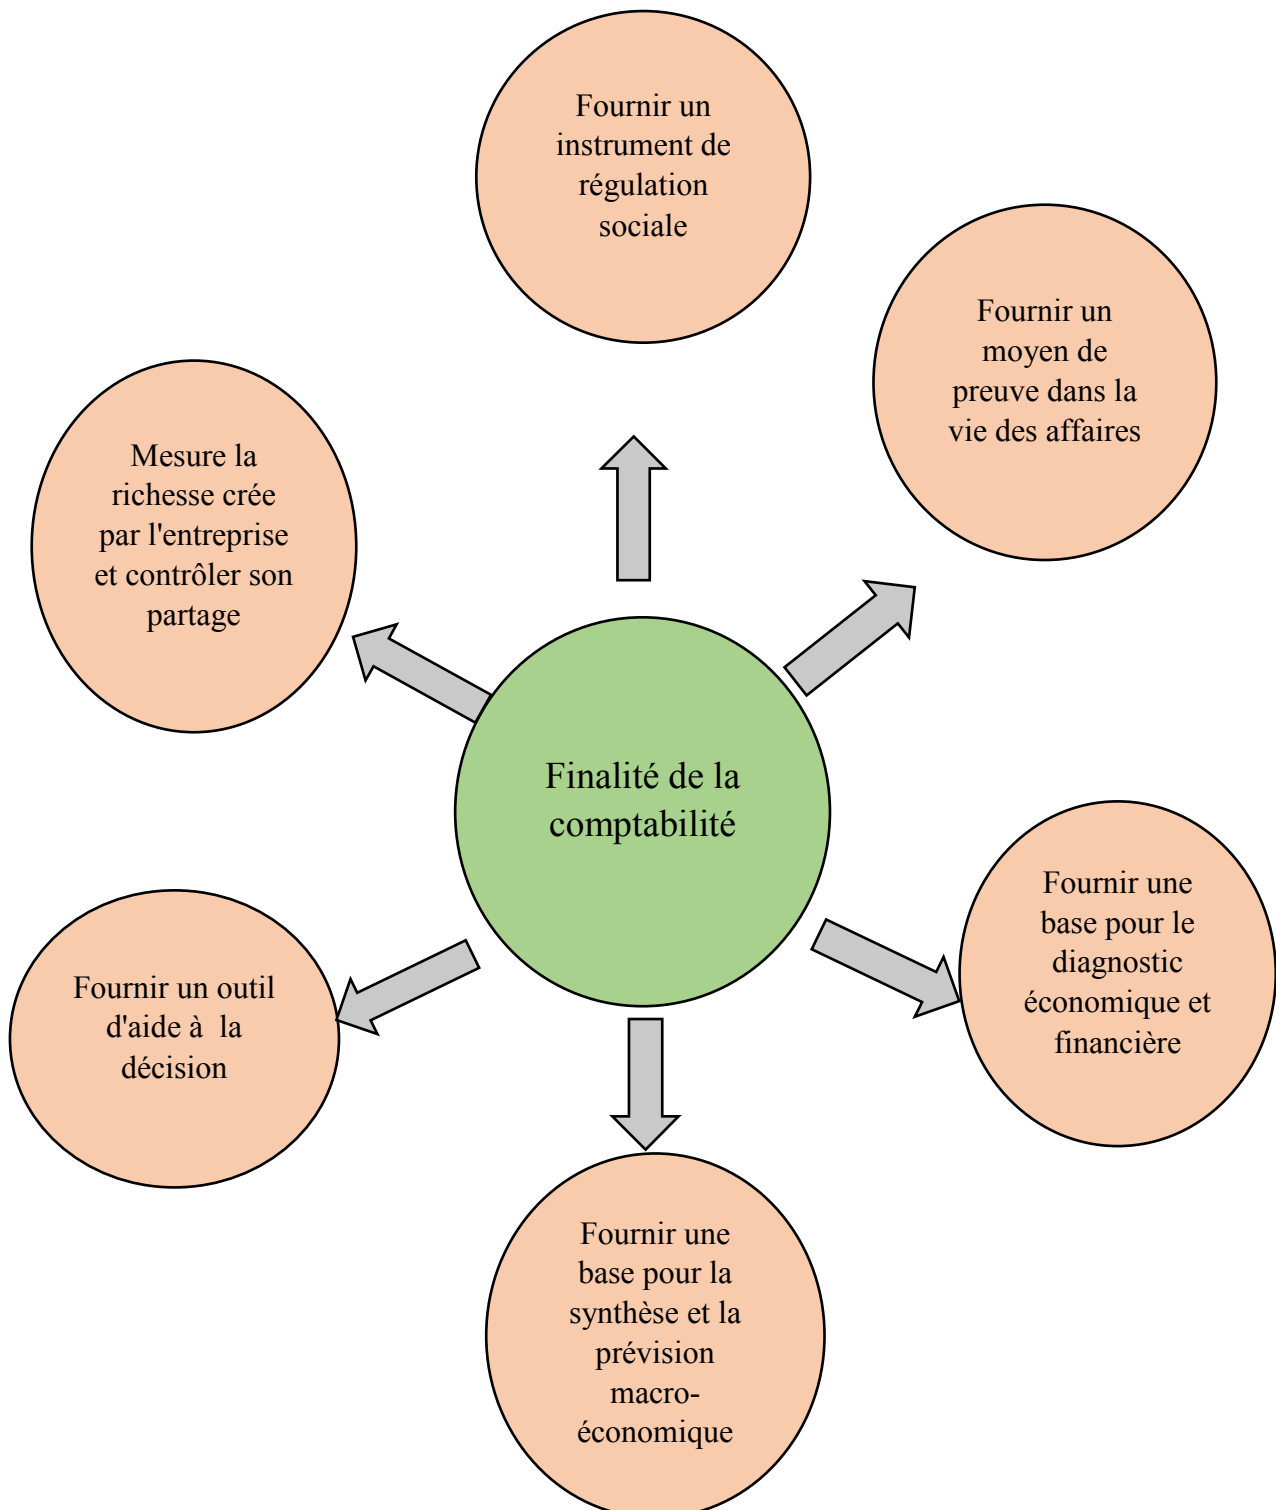 Fournir un
instrument de
régulation
sociale
Fournir un
moyen de
preuve dans la
vie des affaires
Mesure la
richesse crée
par l'entreprise
et contrôler son
partage
Finalité de la
comptabilité
Fournir une
base pour le
diagnostic
économique et
financière
Fournir un outil
d'aide à  la
décision
Fournir une
base pour la
synthèse et la
prévision
macro-
économique